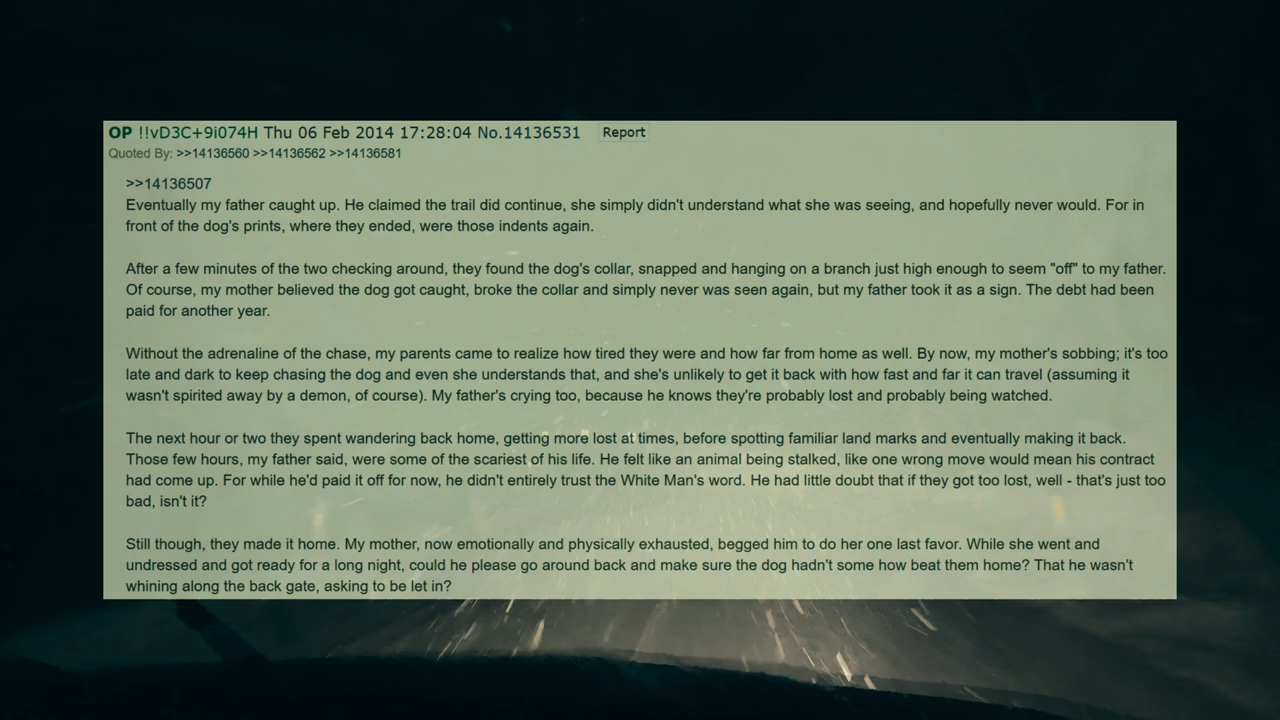 OP !!vD3C+9i074H Thu 06 Feb 2014 17:28:04 No.14136531 Report
Quoted By: >>14136560 >>14136562 >>14136581
>>14136507
Eventually my father caught up. He claimed the trail did continue, she simply didn't understand what she was seeing, and hopefully never would. For in
front of the dog's prints, where they ended, were those indents again.
After a few minutes of the two checking around, they found the dog's collar, snapped and hanging on a branch just high enough to seem "off" to my father.
Of course, my mother believed the dog got caught, broke the collar and simply never was seen again, but my father took it as a sign. The debt had been
paid for another year.
Without the adrenaline of the chase, my parents came to realize how tired they were and how far from home as well. By now, my mother's sobbing; it's too
late and dark to keep chasing the dog and even she understands that, and she's unlikely to get it back with how fast and far it can travel (assuming it
wasn't spirited away by a demon, of course). My father's crying too, because he knows they're probably lost and probably being watched.
The next hour or two they spent wandering back home, getting more lost at times, before spotting familiar land marks and eventually making it back.
Those few hours, my father said, were some of the scariest of his life. He felt like an animal being stalked, like one wrong move would mean his contract
had come up. For while he'd paid it off for now, he didn't entirely trust the White Man's word. He had little doubt that if they got too lost, well - that's just too
bad, isn't it?
Still though, they made it home. My mother, now emotionally and physically exhausted, begged him to do her one last favor. While she went and
undressed and got ready for a long night, could he please go around back and make sure the dog hadn't some how beat them home? That he wasn't
whining along the back gate, asking to be let in?